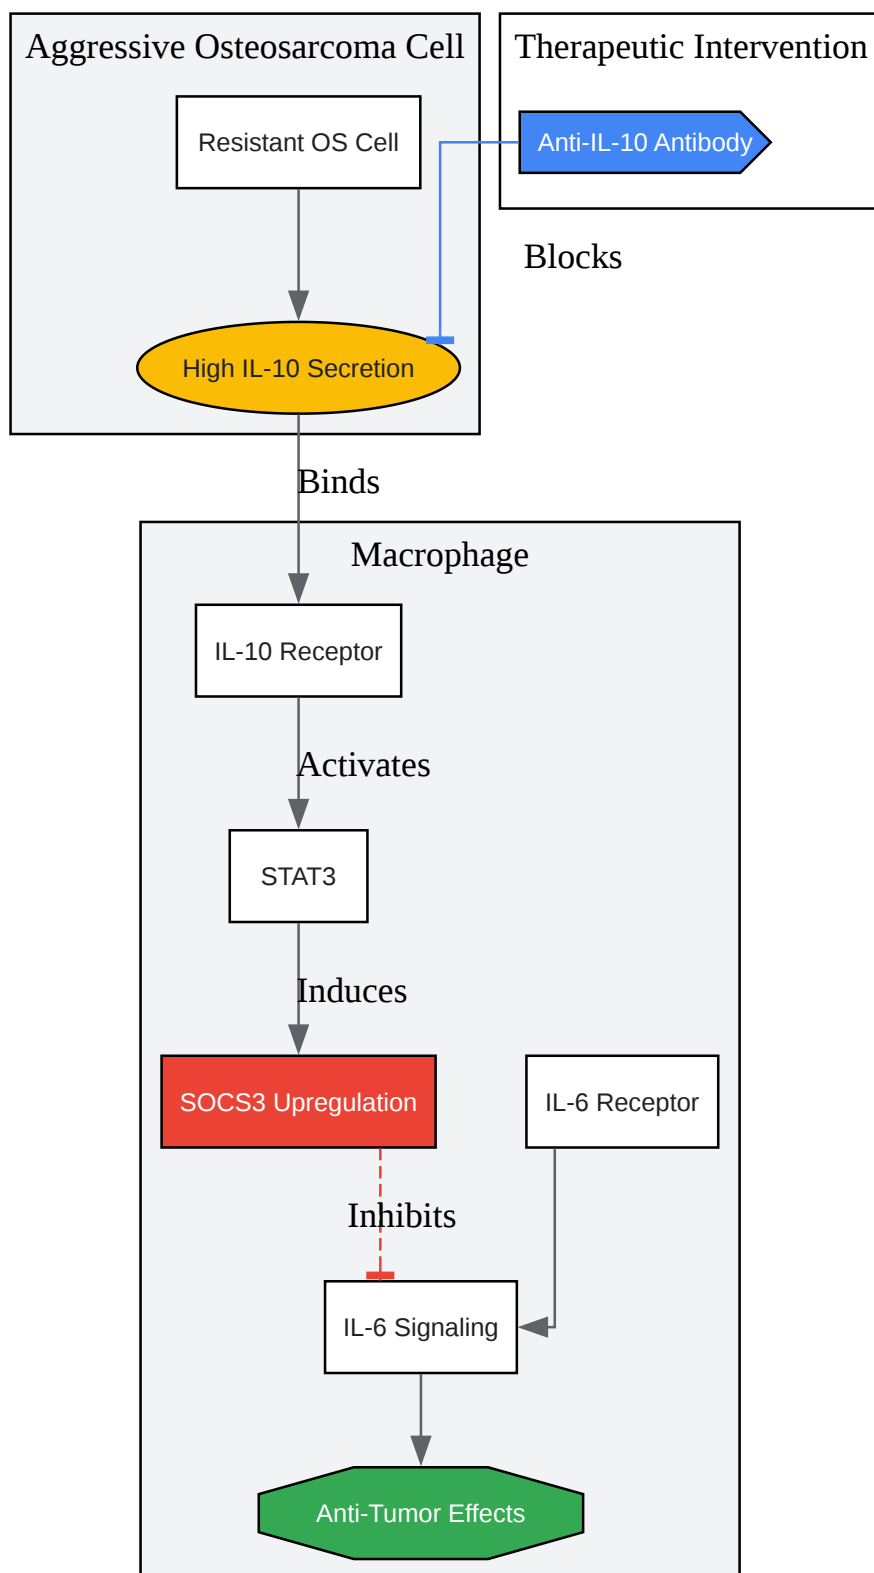 Aggressive Osteosarcoma Cell
Therapeutic Intervention
Resistant OS Cell
Anti-IL-10 Antibody
Blocks
High IL-10 Secretion
Binds
Macrophage
IL-10 Receptor
Activates
STAT3
Induces
SOCS3 Upregulation
IL-6 Receptor
Inhibits
IL-6 Signaling
Anti-Tumor Effects